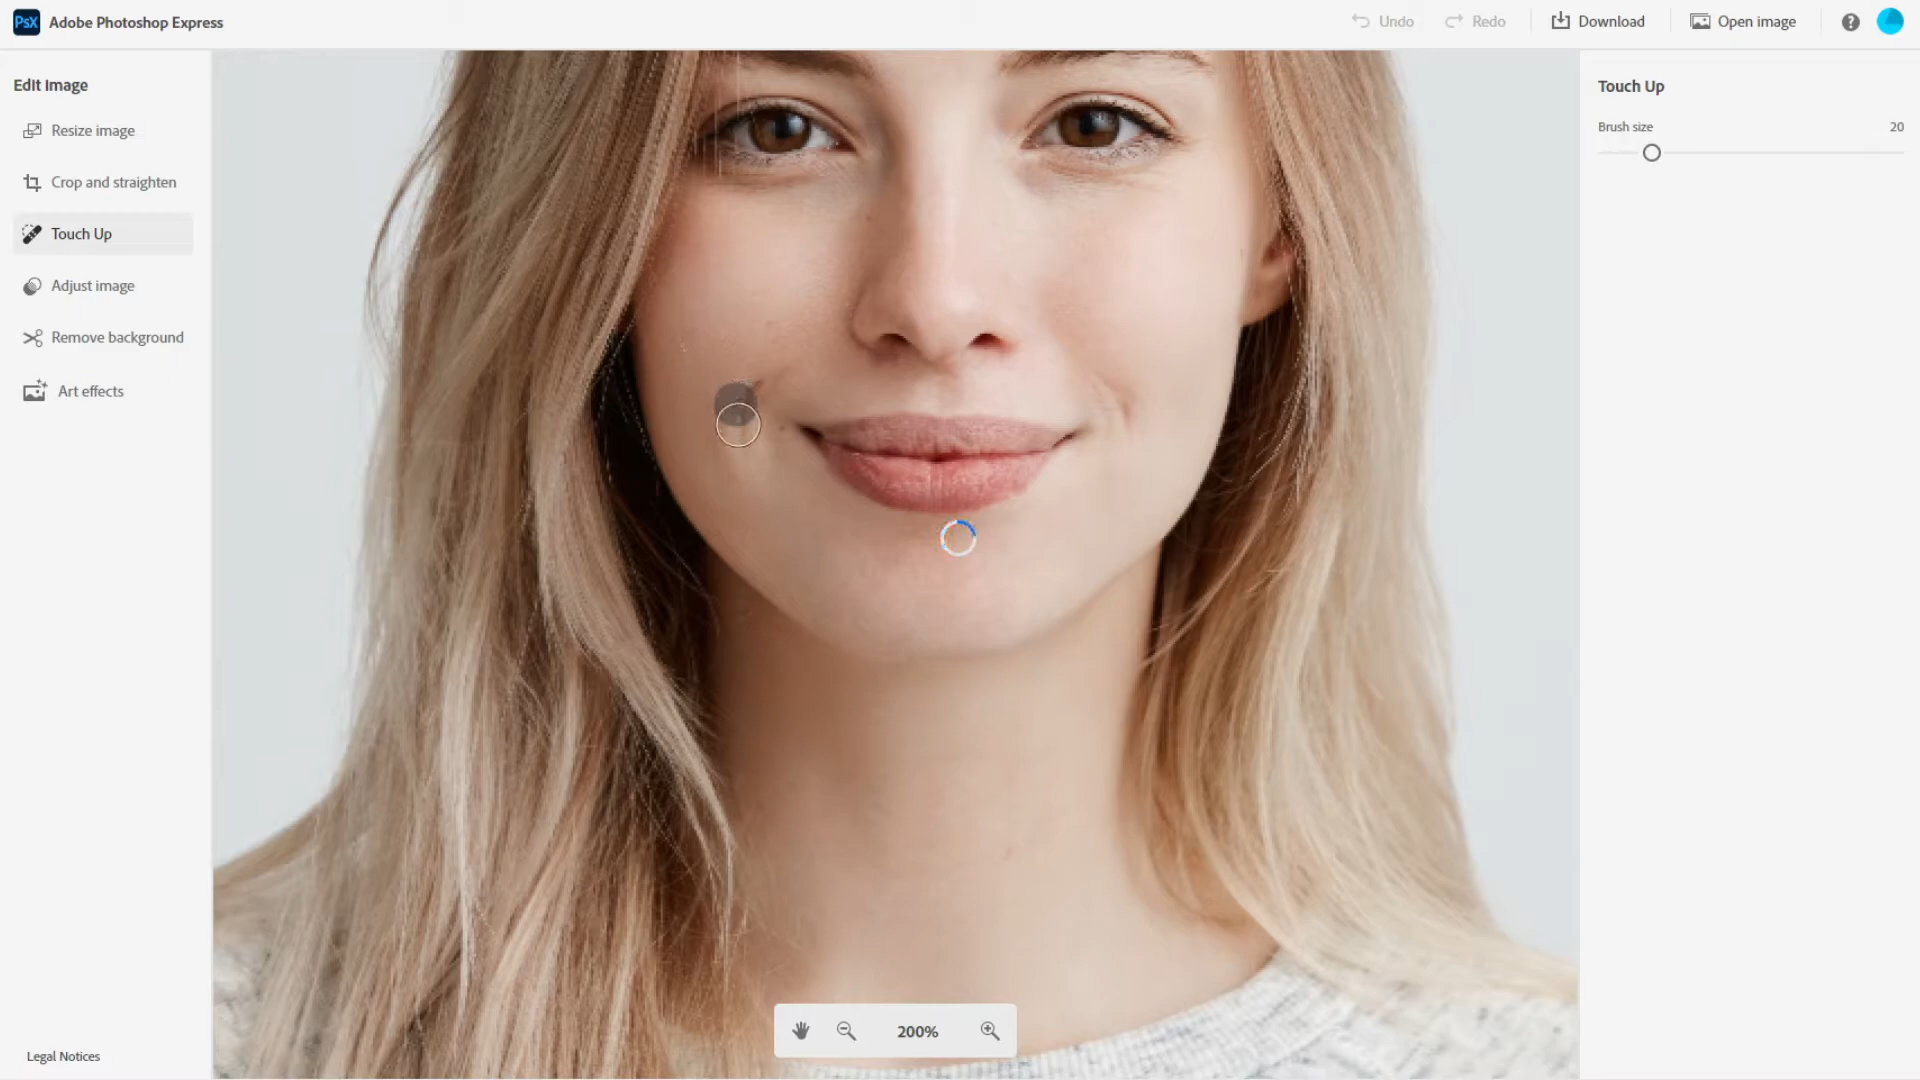 PsX Adobe Photoshop Express
Undo Redo Download Open image ?
Edit Image
Resize image
Crop and straighten
Touch Up
Adjust image
Remove background
Art effects
Touch Up
Brush size 20
200%
Legal Notices